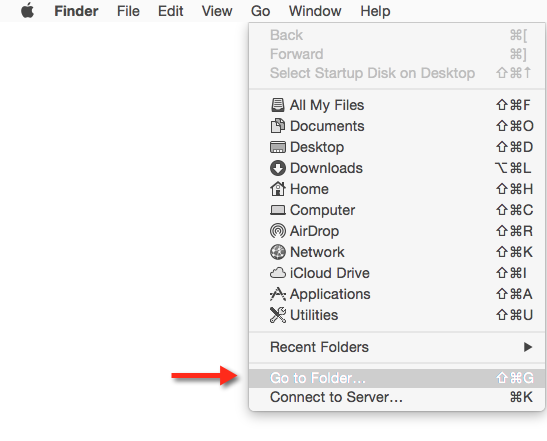 Finder File Edit View Go Window Help
Back ⌘[
Forward ⌘]
Select Startup Disk on Desktop ⇧⌘↑
All My Files ⇧⌘F
Documents ⇧⌘O
Desktop ⇧⌘D
Downloads ⌥⌘L
Home ⇧⌘H
Computer ⇧⌘C
AirDrop ⇧⌘R
Network ⇧⌘K
iCloud Drive ⇧⌘I
Applications ⇧⌘A
Utilities ⇧⌘U
Recent Folders ▶
Go to Folder… ⇧⌘G
Connect to Server… ⌘K